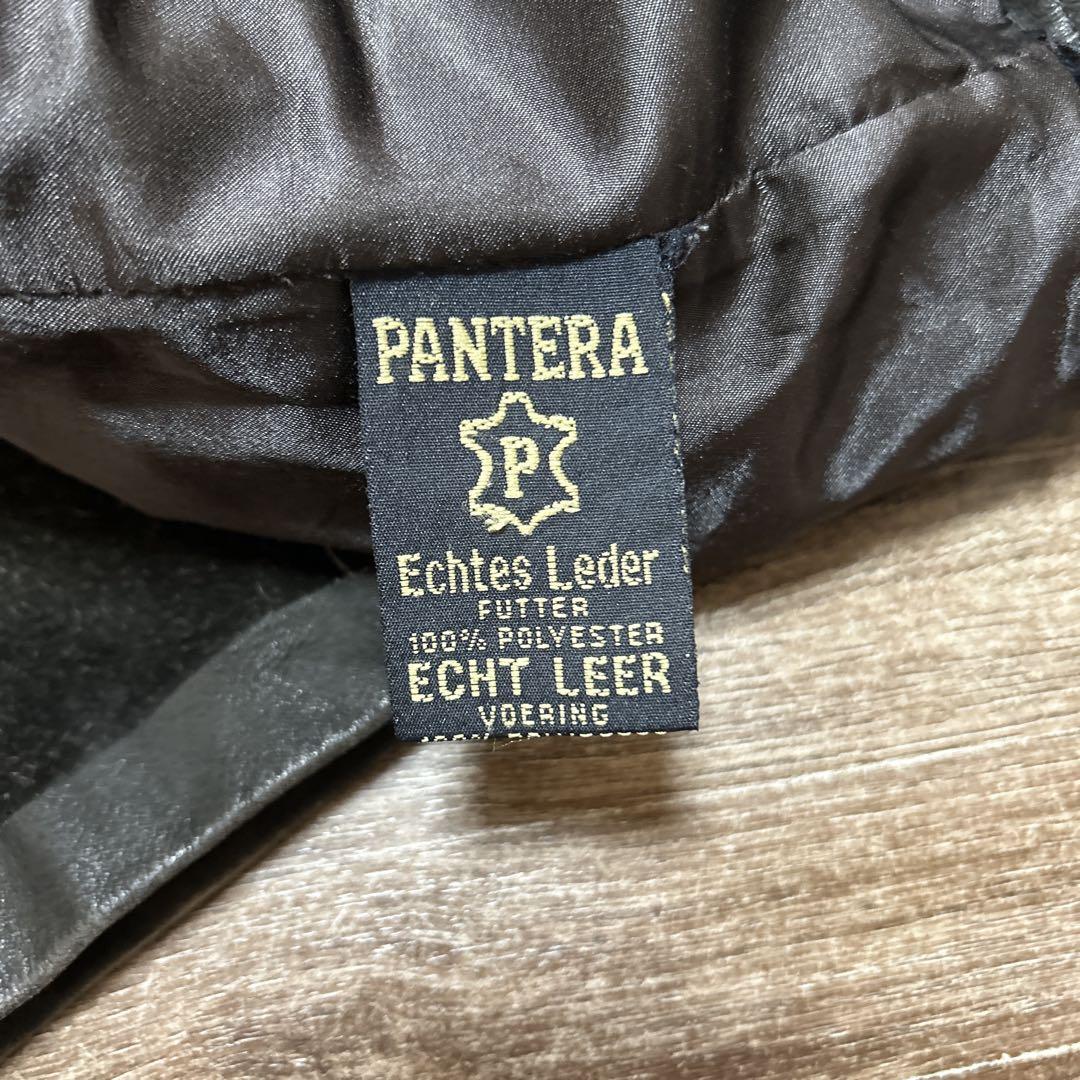 PANTERA
P
Echtes Leder
FUTTER
100% POLYESTER
ECHT LEER
VOERING